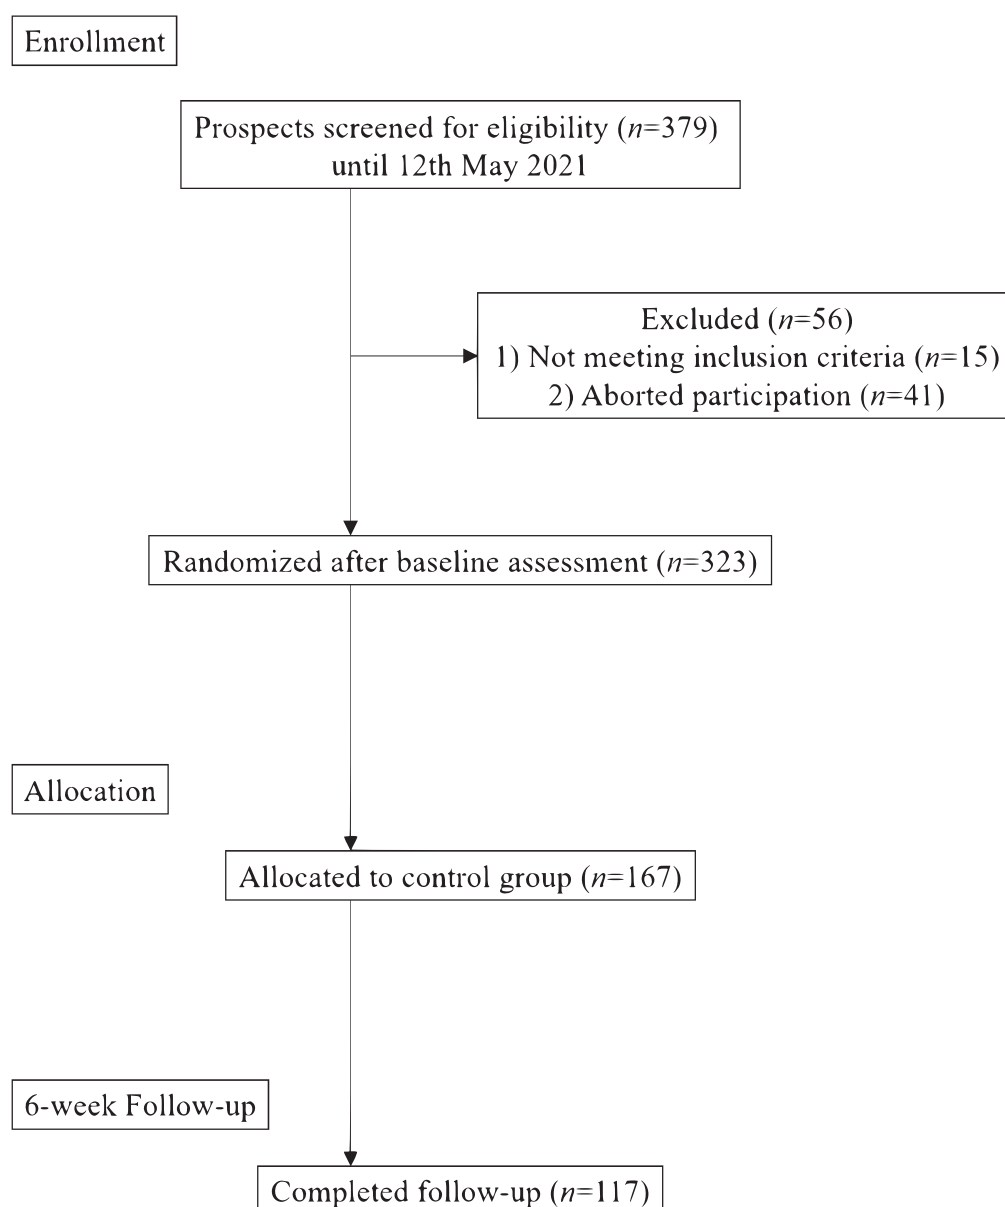 Enrollment
Prospects screened for eligibility (n=379)
until 12th May 2021
Excluded (n=56)
1) Not meeting inclusion criteria (n=15)
2) Aborted participation (n=41)
Randomized after baseline assessment (n=323)
Allocation
Allocated to control group (n=167)
6-week Follow-up
Completed follow-up (n=117)